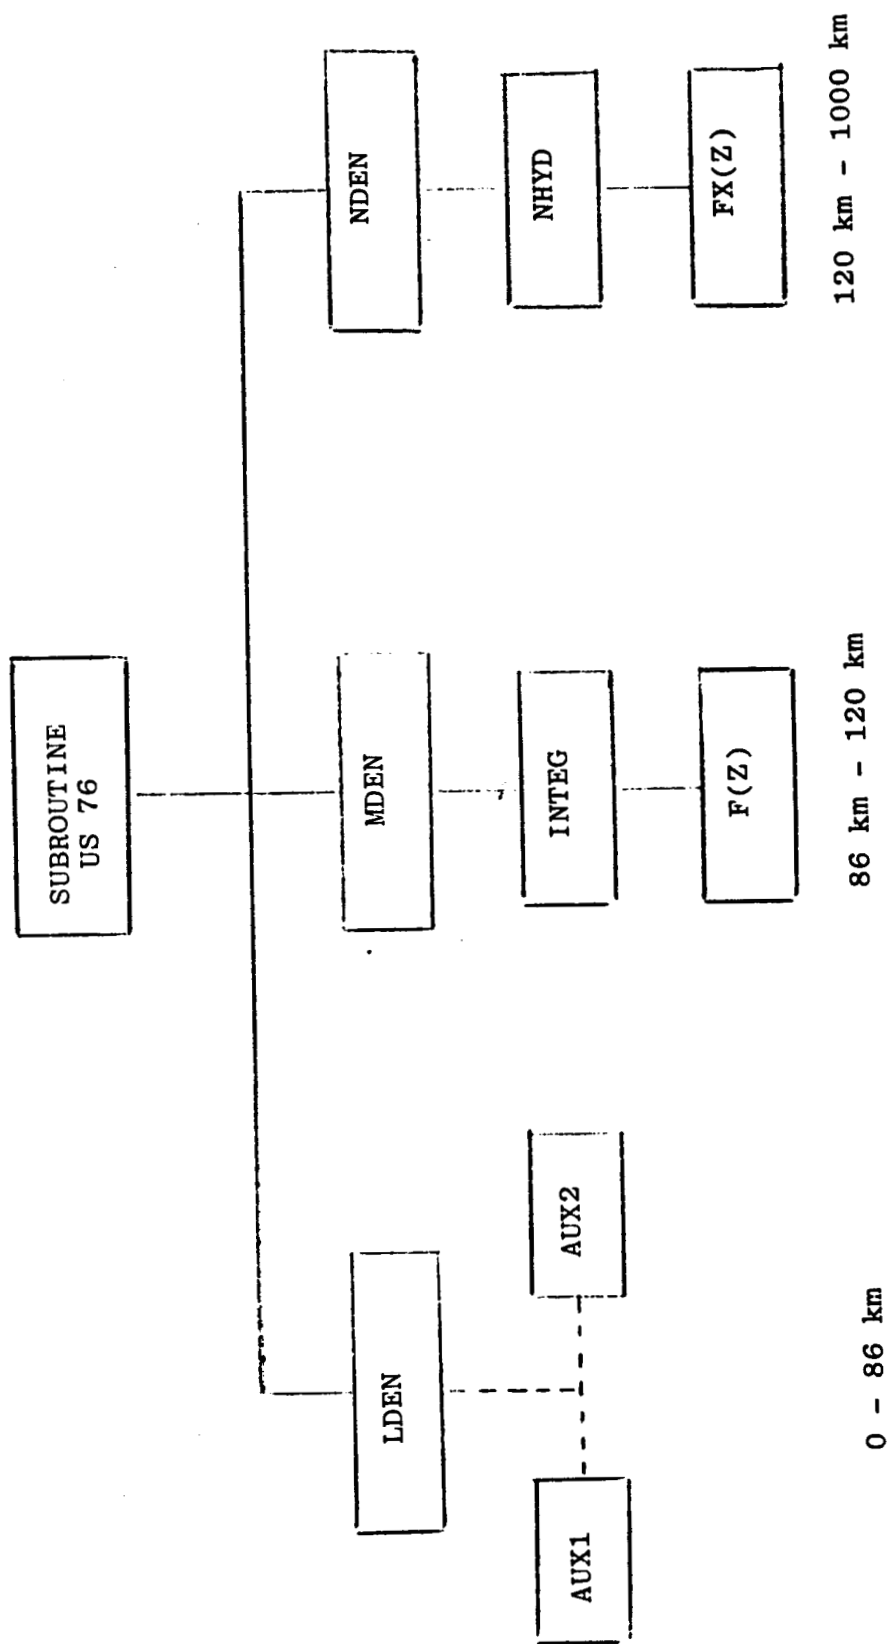 SUBROUTINE
US 76
LDEN
MDEN
NDEN
AUX1
AUX2
INTEG
NHYD
F(Z)
FX(Z)
0 - 86 km
86 km - 120 km
120 km - 1000 km